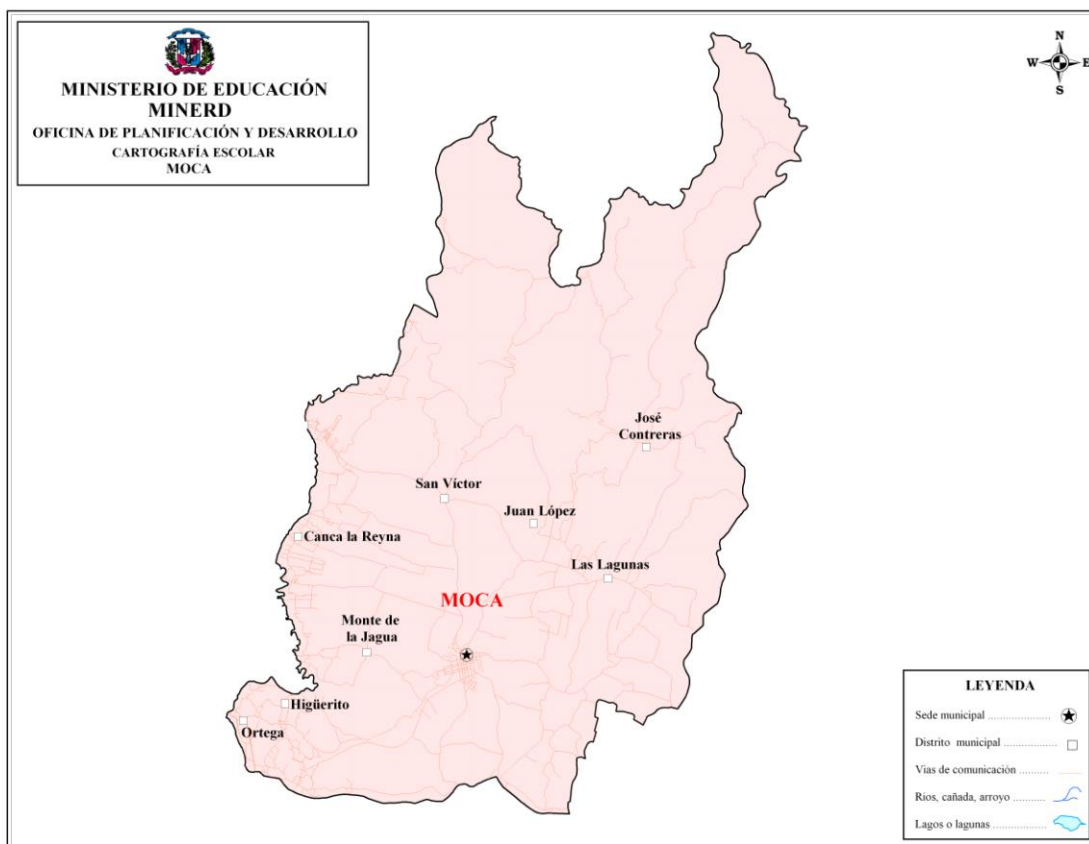 MINISTERIO DE EDUCACIÓN
MINERD
OFICINA DE PLANIFICACIÓN Y DESARROLLO
CARTOGRAFÍA ESCOLAR
MOCA
N
W E
S
José
Contreras
San Víctor
Juan López
Canca la Reyna
Las Lagunas
MOCA
Monte de
la Jagua
Higüerito
Ortega
LEYENDA
Sede municipal ....................
Distrito municipal .................
Vias de comunicación .........
Rios, cañada, arroyo ..........
Lagos o lagunas ..................